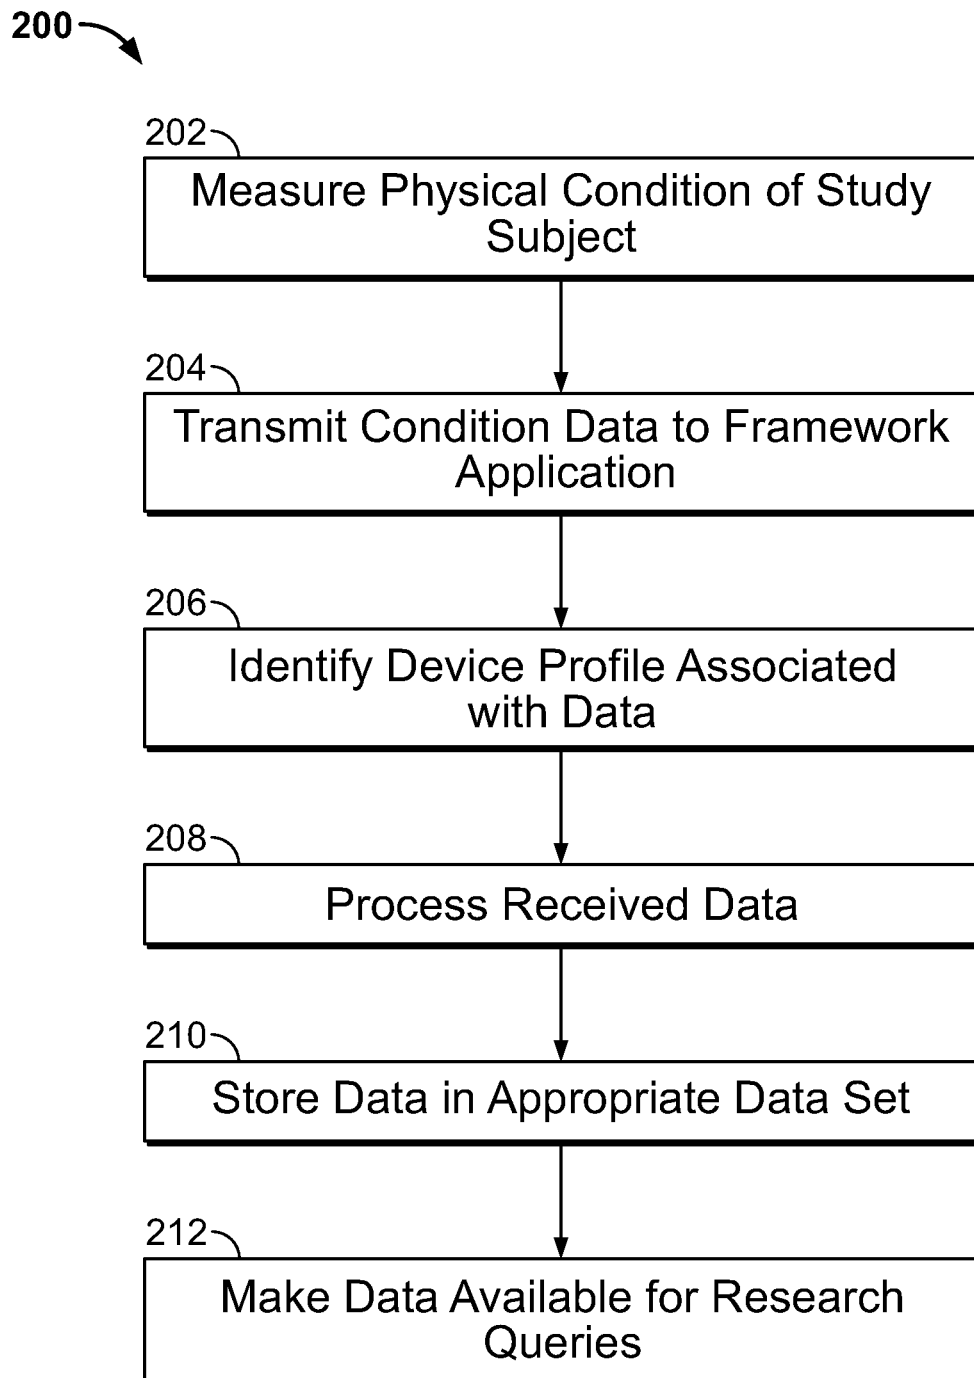 200
202
Measure Physical Condition of Study
Subject
204
Transmit Condition Data to Framework
Application
206
Identify Device Profile Associated
with Data
208
Process Received Data
210
Store Data in Appropriate Data Set
212
Make Data Available for Research
Queries